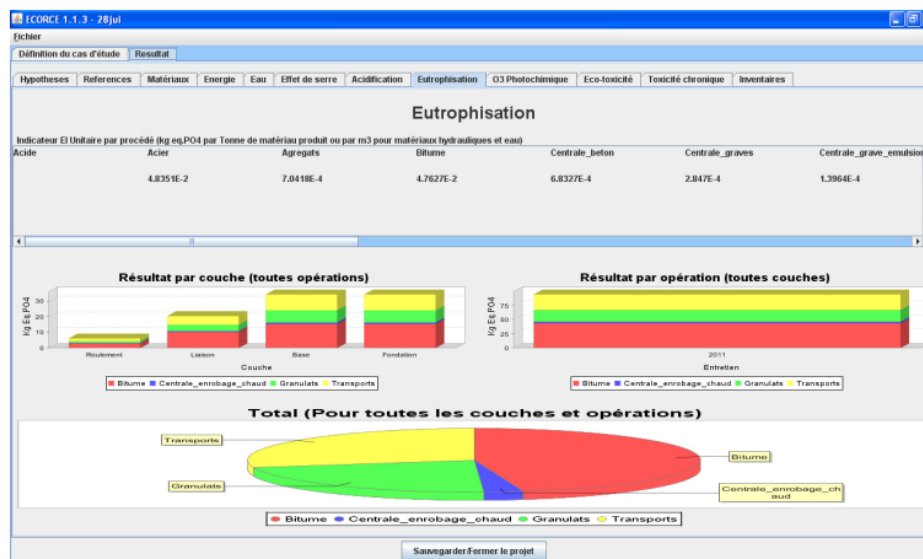 ECORCE 1.1.3 - 28jui
Fichier
Définition du cas d'étude Resultat
Hypotheses References Matériaux Energie Eau Effet de serre Acidification Eutrophisation O3 Photochimique Eco-toxicité Toxicité chronique Inventaires
Eutrophisation
Indicateur EI Unitaire par procédé (kg eq.PO4 par Tonne de matériau produit ou par m3 pour matériaux hydrauliques et eau)
Acide Acier Agregats Bitume Centrale_beton Centrale_graves Centrale_grave_emulsion
4.8351E-2 7.0418E-4 4.7627E-2 6.8327E-4 2.847E-4 1.3964E-4
Résultat par couche (toutes opérations)
Kg Eq.PO4
30
20
10
0
Roulement Liaison Base Fondation
Couche
Bitume Centrale_enrobage_chaud Granulats Transports
Résultat par opération (toutes couches)
Kg Eq.PO4
75
50
25
0
2011
Entretien
Bitume Centrale_enrobage_chaud Granulats Transports
Total (Pour toutes les couches et opérations)
Transports
Bitume
Granulats
Centrale_enrobage_ch
aud
Bitume Centrale_enrobage_chaud Granulats Transports
Sauvegarder/Fermer le projet